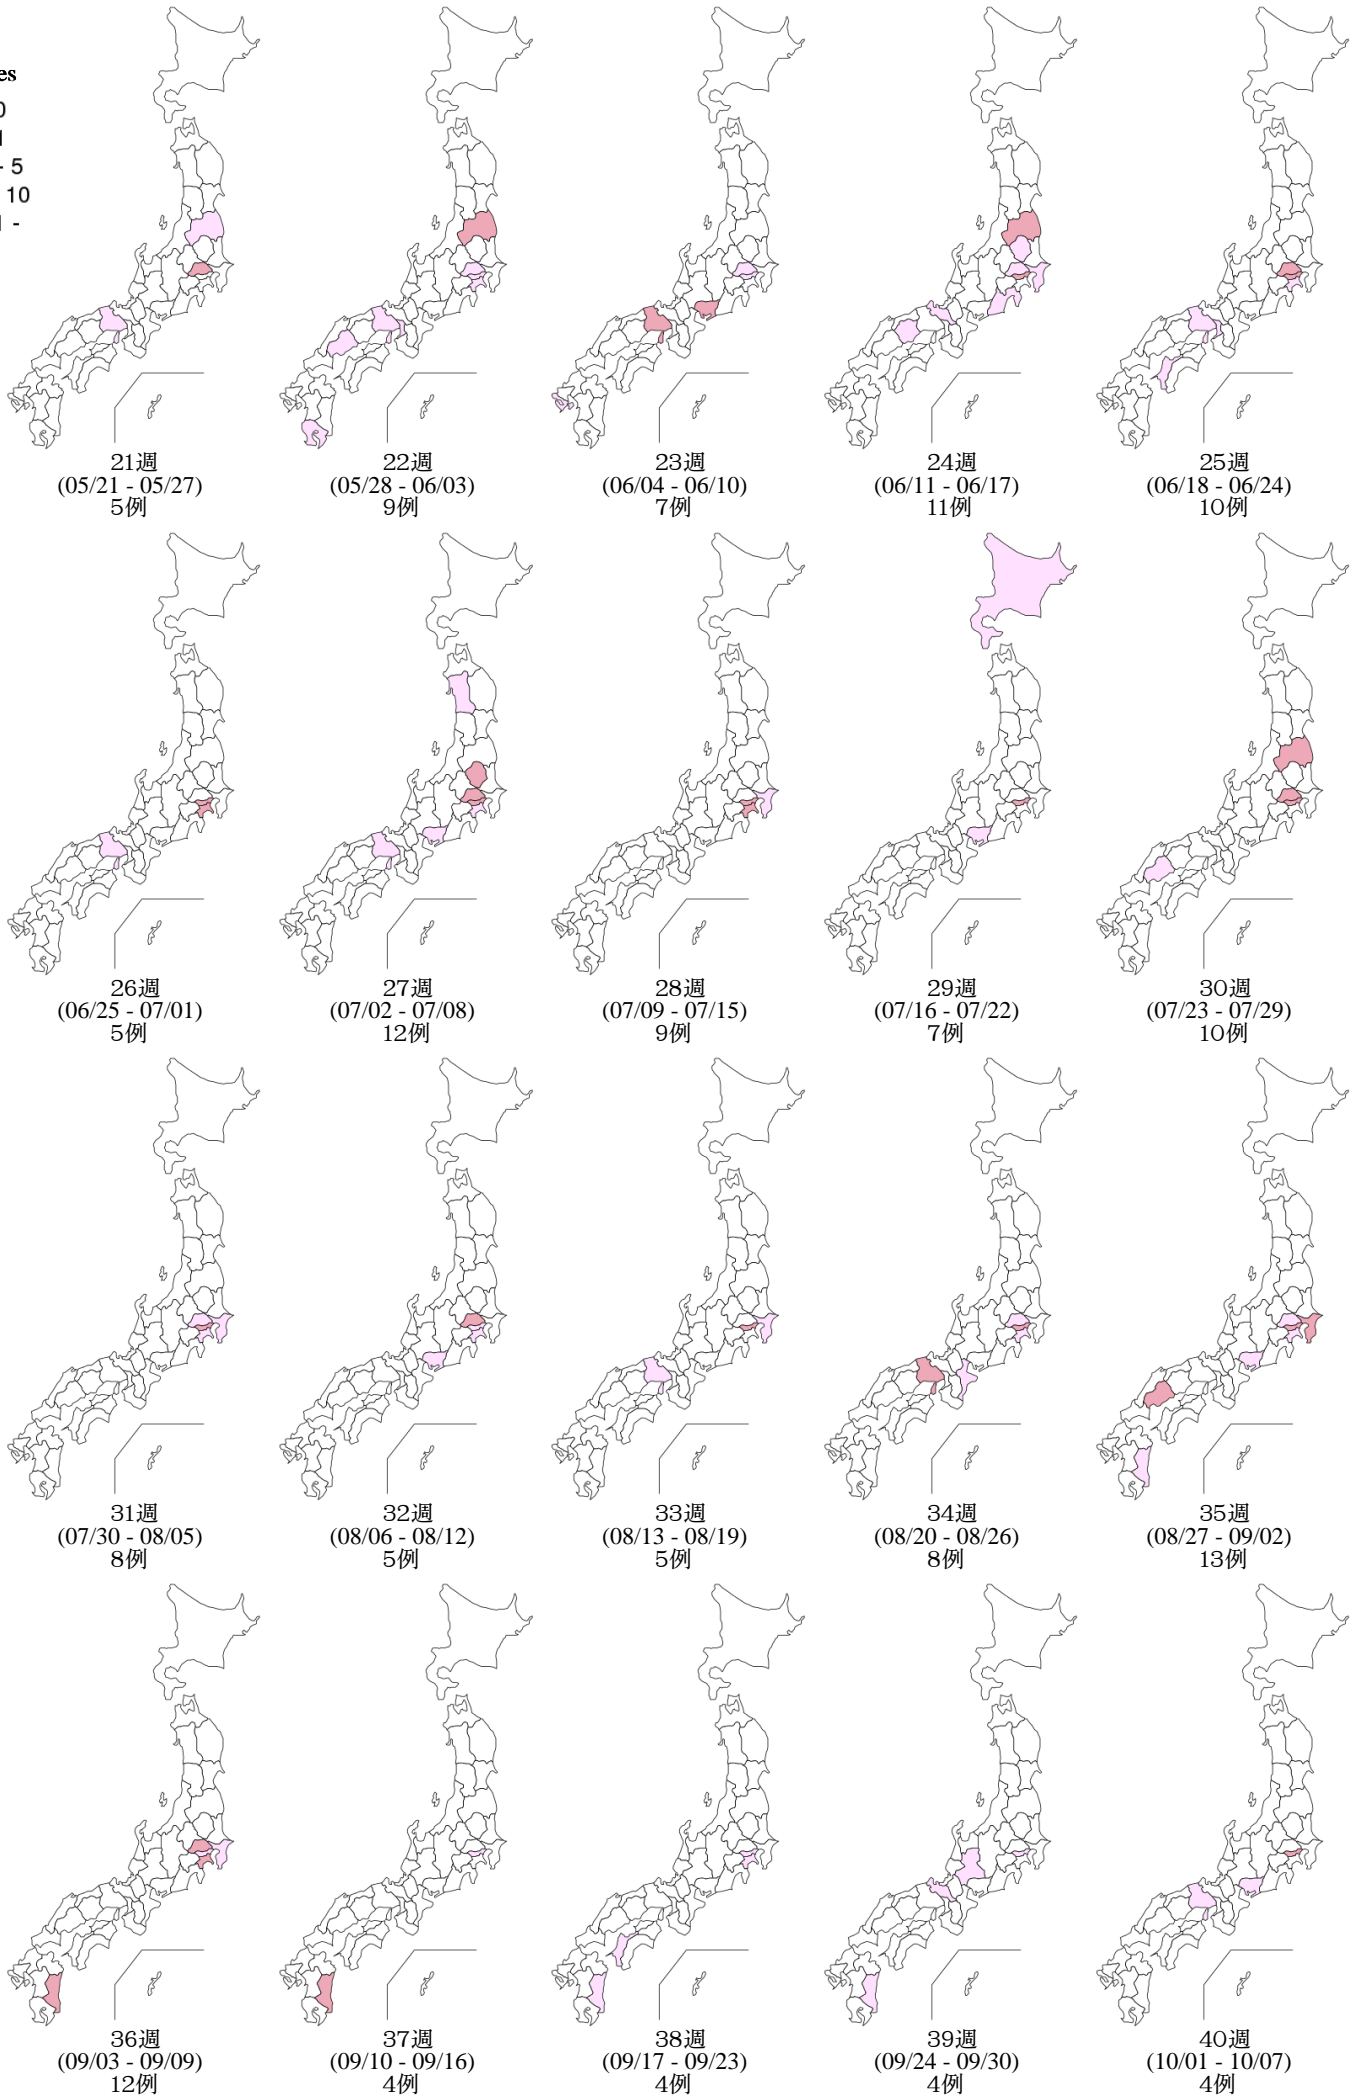 es
0
1
- 5
10
1 -
21週
(05/21 - 05/27)
5例
22週
(05/28 - 06/03)
9例
23週
(06/04 - 06/10)
7例
24週
(06/11 - 06/17)
11例
25週
(06/18 - 06/24)
10例
26週
(06/25 - 07/01)
5例
27週
(07/02 - 07/08)
12例
28週
(07/09 - 07/15)
9例
29週
(07/16 - 07/22)
7例
30週
(07/23 - 07/29)
10例
31週
(07/30 - 08/05)
8例
32週
(08/06 - 08/12)
5例
33週
(08/13 - 08/19)
5例
34週
(08/20 - 08/26)
8例
35週
(08/27 - 09/02)
13例
36週
(09/03 - 09/09)
12例
37週
(09/10 - 09/16)
4例
38週
(09/17 - 09/23)
4例
39週
(09/24 - 09/30)
4例
40週
(10/01 - 10/07)
4例